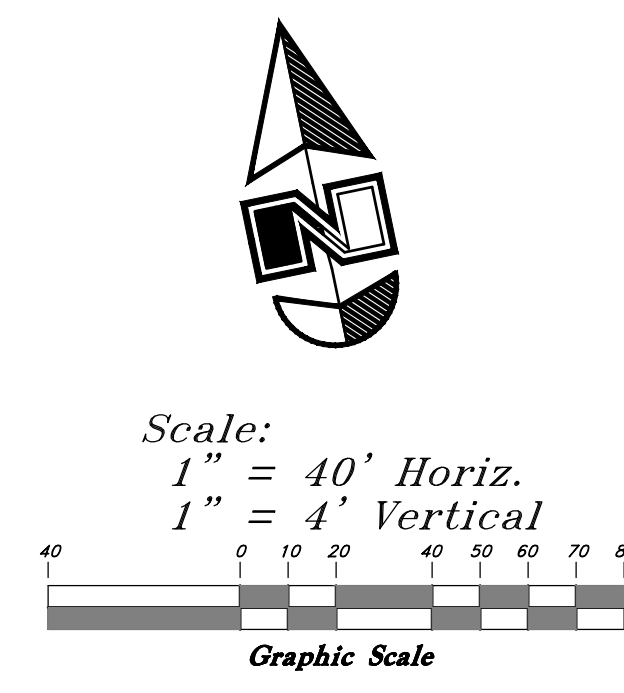 N
Scale:
1” = 40’ Horiz.
1” = 4’ Vertical
40 0 10 20 40 50 60 70
Graphic Scale